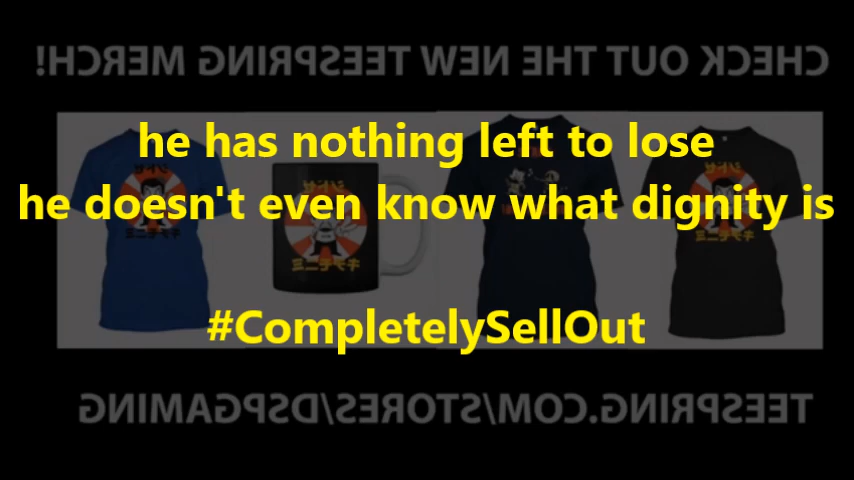 CHECK OUT THE NEW TEESPRING MERCH!
he has nothing left to lose
he doesn't even know what dignity is
#CompletelySellOut
TEESPRING.COM/STORES/DSPGAMING